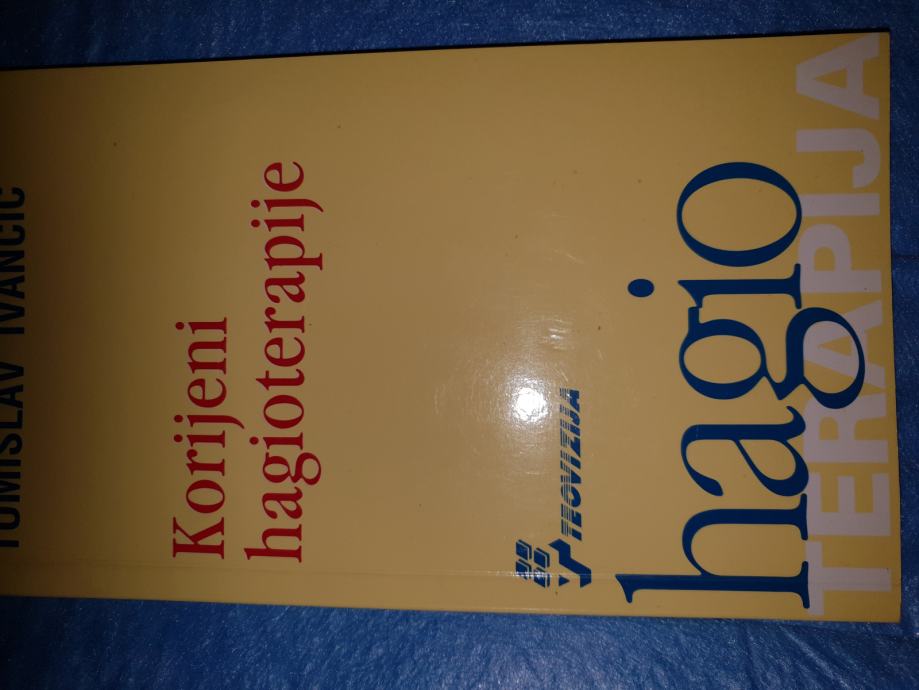 TOMISLAV IVANČIĆ
Korijeni
hagioterapije
TEOVIZIJA
hagio
TERAPIJA